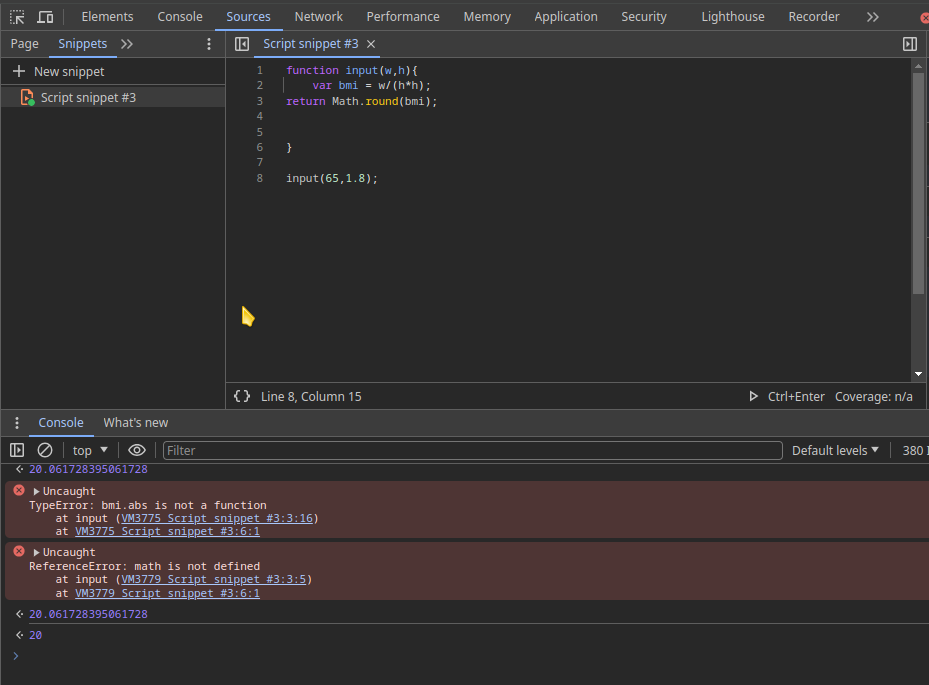 Elements Console Sources Network Performance Memory Application Security Lighthouse Recorder
Page Snippets
Script snippet #3
New snippet
Script snippet #3
1 function input(w,h){
2 var bmi = w/(h*h);
3 return Math.round(bmi);
4
5
6 }
7
8 input(65,1.8);
{} Line 8, Column 15 Ctrl+Enter Coverage: n/a
Console What's new
top Filter Default levels 380
20.061728395061728
Uncaught
TypeError: bmi.abs is not a function
at input (VM3775 Script snippet #3:3:16)
at VM3775 Script snippet #3:6:1
Uncaught
ReferenceError: math is not defined
at input (VM3779 Script snippet #3:3:5)
at VM3779 Script snippet #3:6:1
20.061728395061728
20